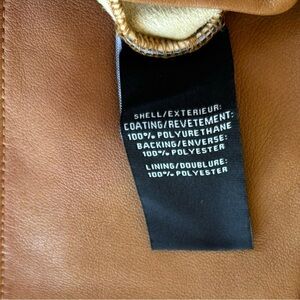 SHELL/EXTERIEUR:
COATING/REVETEMENT:
100% POLYURETHANE
BACKING/ENVERSE:
100% POLYESTER
LINING/DOUBLURE:
100% POLYESTER